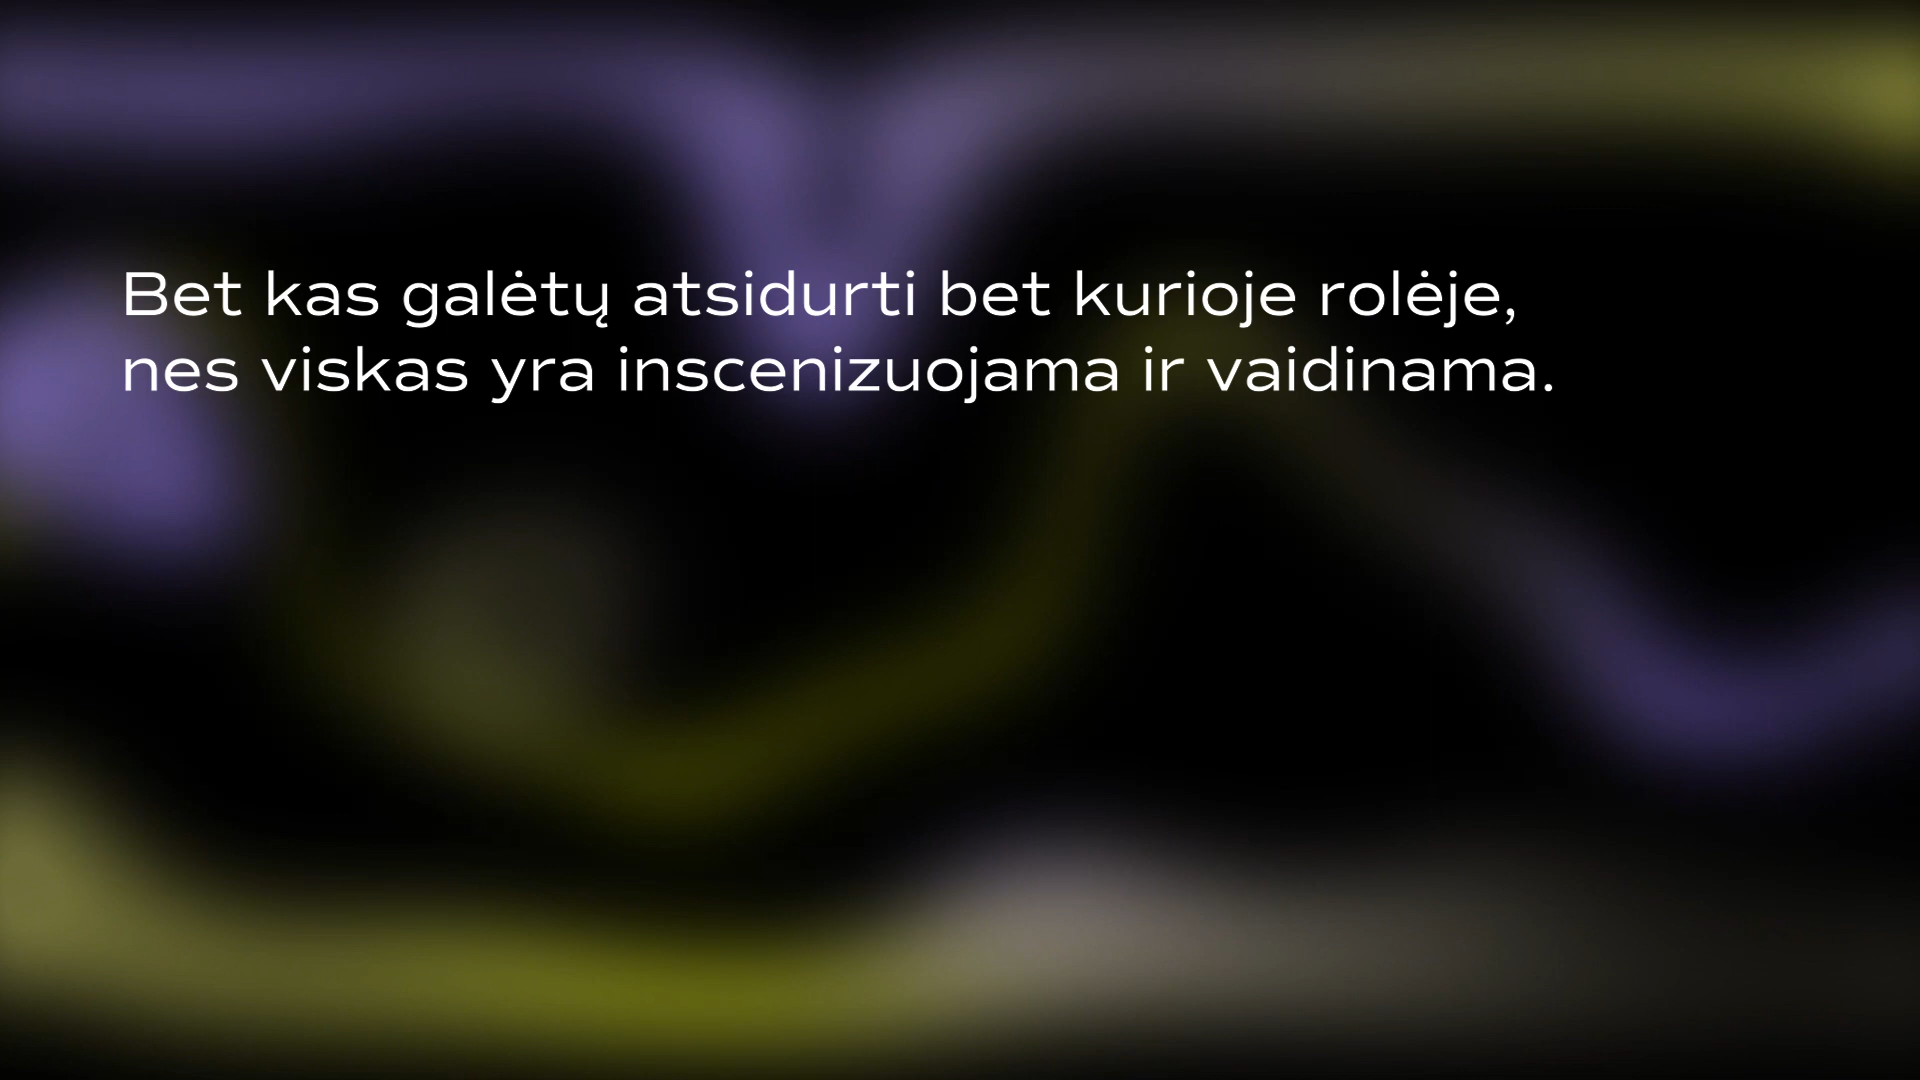 Bet kas galėtų atsidurti bet kurioje rolėje,
nes viskas yra inscenizuojama ir vaidinama.